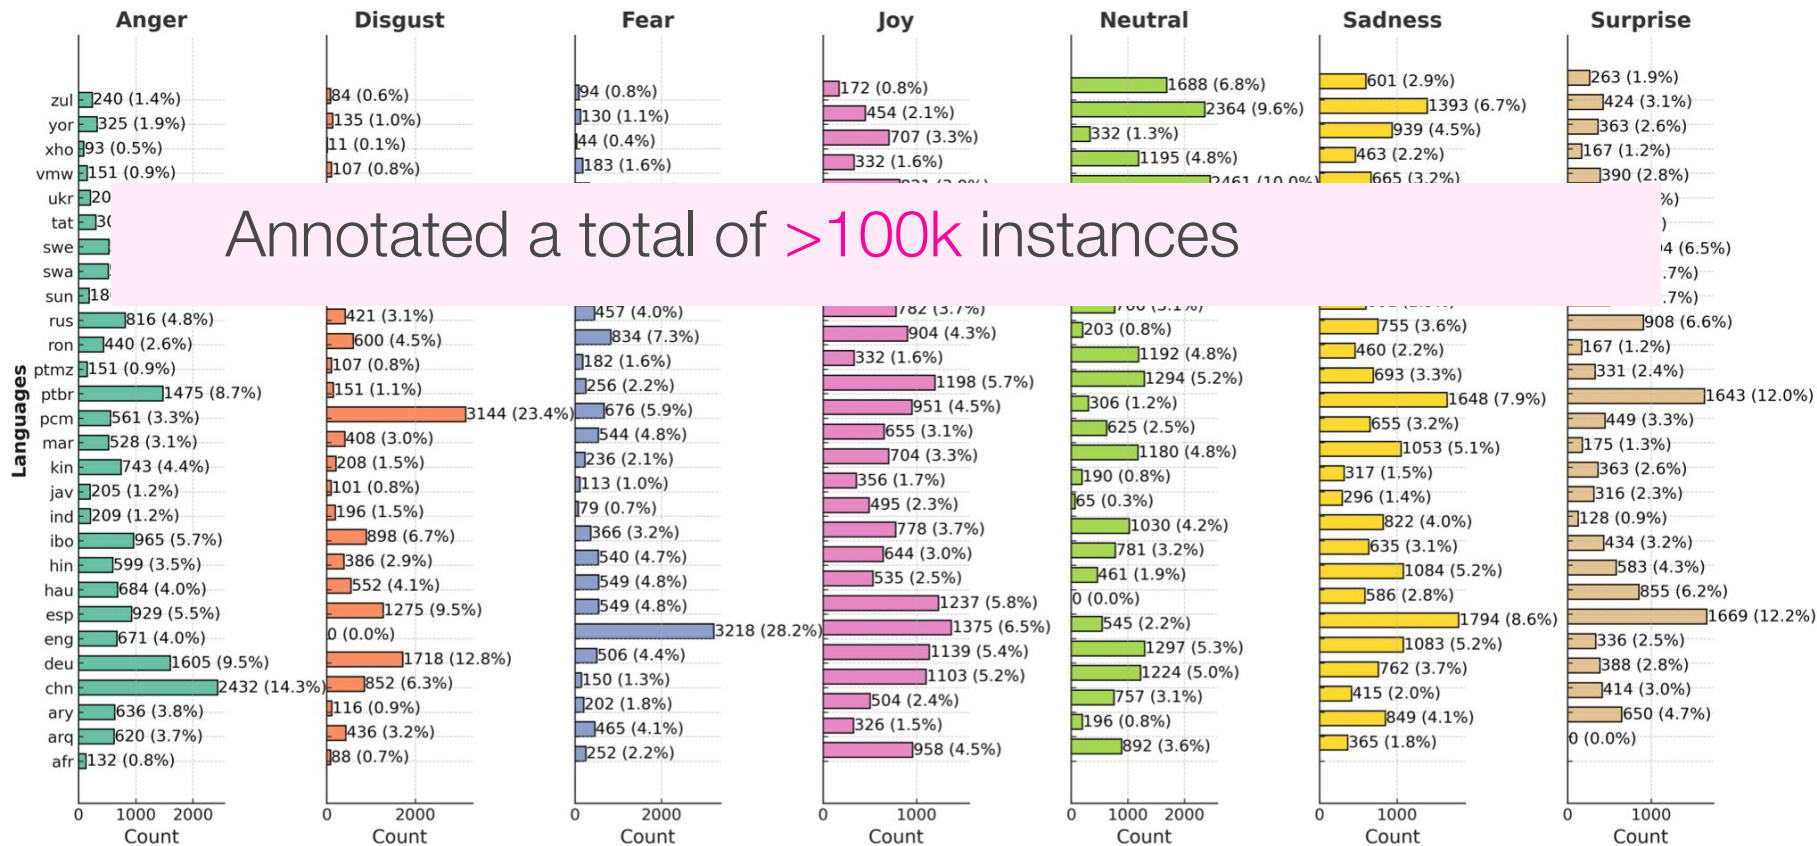 Anger Disgust Fear Joy Neutral Sadness Surprise
zul 240 (1.4%) 84 (0.6%) 94 (0.8%) 172 (0.8%) 1688 (6.8%) 601 (2.9%) 263 (1.9%)
yor 325 (1.9%) 135 (1.0%) 130 (1.1%) 454 (2.1%) 2364 (9.6%) 1393 (6.7%) 424 (3.1%)
xho 93 (0.5%) 11 (0.1%) 44 (0.4%) 707 (3.3%) 332 (1.3%) 939 (4.5%) 363 (2.6%)
vmw 151 (0.9%) 107 (0.8%) 183 (1.6%) 332 (1.6%) 1195 (4.8%) 463 (2.2%) 167 (1.2%)
ukr 2461 (10.0%) 665 (3.2%) 390 (2.8%)
tat
Annotated a total of >100k instances
swe (6.5%)
swa
sun
rus 816 (4.8%) 421 (3.1%) 457 (4.0%) 782 (3.7%)
ron 440 (2.6%) 600 (4.5%) 834 (7.3%) 904 (4.3%) 203 (0.8%) 755 (3.6%) 908 (6.6%)
ptmz 151 (0.9%) 107 (0.8%) 182 (1.6%) 332 (1.6%) 1192 (4.8%) 460 (2.2%) 167 (1.2%)
ptbr 1475 (8.7%) 151 (1.1%) 256 (2.2%) 1198 (5.7%) 1294 (5.2%) 693 (3.3%) 331 (2.4%)
pcm 561 (3.3%) 3144 (23.4%) 676 (5.9%) 951 (4.5%) 306 (1.2%) 1648 (7.9%) 1643 (12.0%)
mar 528 (3.1%) 408 (3.0%) 544 (4.8%) 655 (3.1%) 625 (2.5%) 655 (3.2%) 449 (3.3%)
kin 743 (4.4%) 208 (1.5%) 236 (2.1%) 704 (3.3%) 1180 (4.8%) 1053 (5.1%) 175 (1.3%)
jav 205 (1.2%) 101 (0.8%) 113 (1.0%) 356 (1.7%) 190 (0.8%) 317 (1.5%) 363 (2.6%)
ind 209 (1.2%) 196 (1.5%) 79 (0.7%) 495 (2.3%) 65 (0.3%) 296 (1.4%) 316 (2.3%)
ibo 965 (5.7%) 898 (6.7%) 366 (3.2%) 778 (3.7%) 1030 (4.2%) 822 (4.0%) 128 (0.9%)
hin 599 (3.5%) 386 (2.9%) 540 (4.7%) 644 (3.0%) 781 (3.2%) 635 (3.1%) 434 (3.2%)
hau 684 (4.0%) 552 (4.1%) 549 (4.8%) 535 (2.5%) 461 (1.9%) 1084 (5.2%) 583 (4.3%)
esp 929 (5.5%) 1275 (9.5%) 549 (4.8%) 1237 (5.8%) 0 (0.0%) 586 (2.8%) 855 (6.2%)
eng 671 (4.0%) 0 (0.0%) 3218 (28.2%) 1375 (6.5%) 545 (2.2%) 1794 (8.6%) 1669 (12.2%)
deu 1605 (9.5%) 1718 (12.8%) 506 (4.4%) 1139 (5.4%) 1297 (5.3%) 1083 (5.2%) 336 (2.5%)
chn 2432 (14.3%) 852 (6.3%) 150 (1.3%) 1103 (5.2%) 1224 (5.0%) 762 (3.7%) 388 (2.8%)
ary 636 (3.8%) 116 (0.9%) 202 (1.8%) 504 (2.4%) 757 (3.1%) 415 (2.0%) 414 (3.0%)
arq 620 (3.7%) 436 (3.2%) 465 (4.1%) 326 (1.5%) 196 (0.8%) 849 (4.1%) 650 (4.7%)
afr 132 (0.8%) 88 (0.7%) 252 (2.2%) 958 (4.5%) 892 (3.6%) 365 (1.8%) 0 (0.0%)
Languages
0 1000 2000 0 2000 0 2000 0 1000 0 1000 2000 0 1000 0 1000
Count Count Count Count Count Count Count